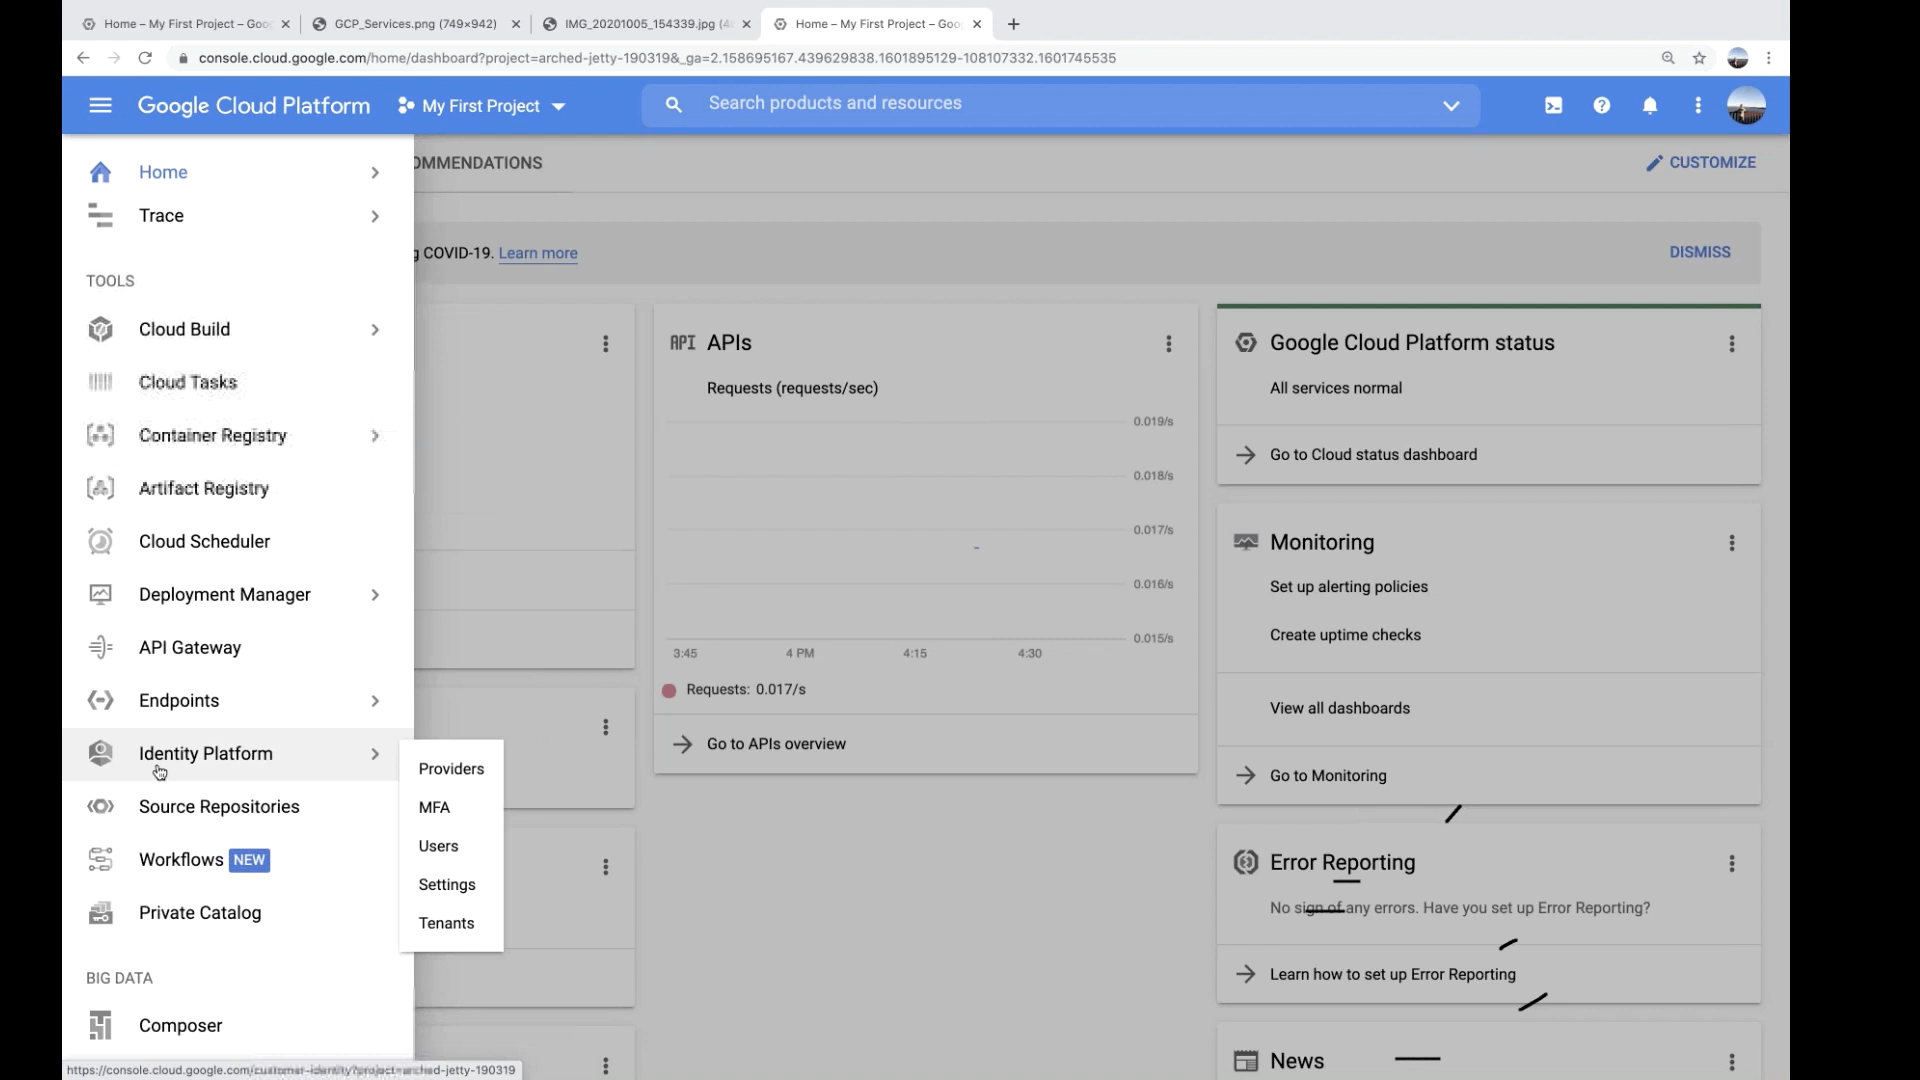 Home – My First Project – Goo
GCP_Services.png (749×942)
IMG_20201005_154339.jpg (4
Home – My First Project – Goo
console.cloud.google.com/home/dashboard?project=arched-jetty-190319&_ga=2.158695167.439629838.1601895129-108107332.1601745535
Google Cloud Platform
My First Project
Search products and resources
Home
OMMENDATIONS
CUSTOMIZE
Trace
g COVID-19. Learn more
DISMISS
TOOLS
Cloud Build
Cloud Tasks
Container Registry
Artifact Registry
Cloud Scheduler
Deployment Manager
API Gateway
Endpoints
Identity Platform
Source Repositories
Workflows NEW
Private Catalog
BIG DATA
Composer
Providers
MFA
Users
Settings
Tenants
API APIs
Requests (requests/sec)
0.019/s
0.018/s
0.017/s
0.016/s
0.015/s
3:45 4 PM 4:15 4:30
Requests: 0.017/s
Go to APIs overview
Google Cloud Platform status
All services normal
Go to Cloud status dashboard
Monitoring
Set up alerting policies
Create uptime checks
View all dashboards
Go to Monitoring
Error Reporting
No sign of any errors. Have you set up Error Reporting?
Learn how to set up Error Reporting
News
https://console.cloud.google.com/customer-identity?project=arched-jetty-190319